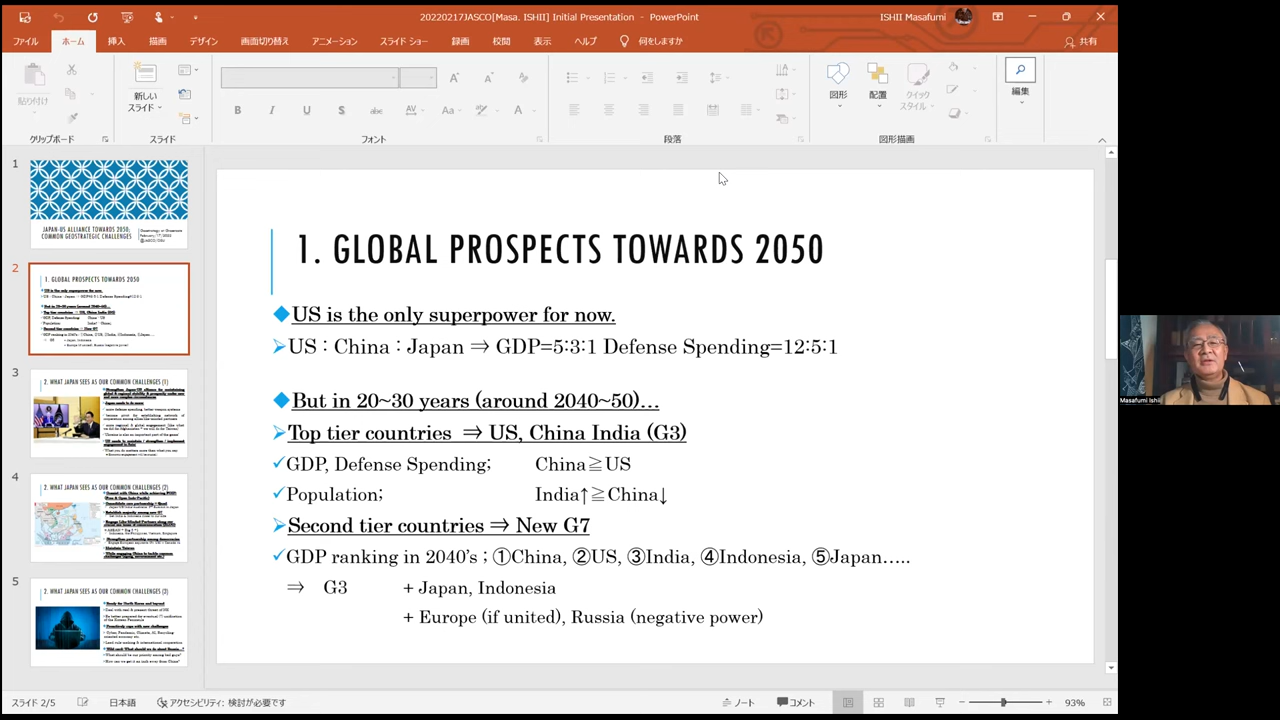 20220217JASCO[Masa. ISHII] Initial Presentation - PowerPoint
ISHII Masafumi
ファイル ホーム 挿入 描画 デザイン 画面切り替え アニメーション スライド ショー 録画 校閲 表示 ヘルプ 何をしますか 共有
貼り付け 新しい スライド 図形 配置 クイック スタイル 編集
クリップボード スライド フォント 段落 図形描画
1
JAPAN-US ALLIANCE TOWARDS 2050;
COMMON GEOSTRATEGIC CHALLENGES
2
1. GLOBAL PROSPECTS TOWARDS 2050
3
2. WHAT JAPAN SEES AS OUR COMMON CHALLENGES (1)
4
2. WHAT JAPAN SEES AS OUR COMMON CHALLENGES (2)
5
2. WHAT JAPAN SEES AS OUR COMMON CHALLENGES (3)
1. GLOBAL PROSPECTS TOWARDS 2050
◆US is the only superpower for now.
➢US：China：Japan ⇒ GDP=5:3:1 Defense Spending=12:5:1
◆But in 20~30 years (around 2040~50)…
➢Top tier countries ⇒ US, China India (G3)
✓GDP, Defense Spending; China≧US
✓Population; India↑≧China↓
➢Second tier countries ⇒ New G7
✓GDP ranking in 2040's ; ①China, ②US, ③India, ④Indonesia, ⑤Japan…..
⇒ G3 + Japan, Indonesia
+ Europe (if united), Russia (negative power)
Masafumi Ishii
スライド 2/5 日本語 アクセシビリティ: 検討が必要です ノート コメント 93%